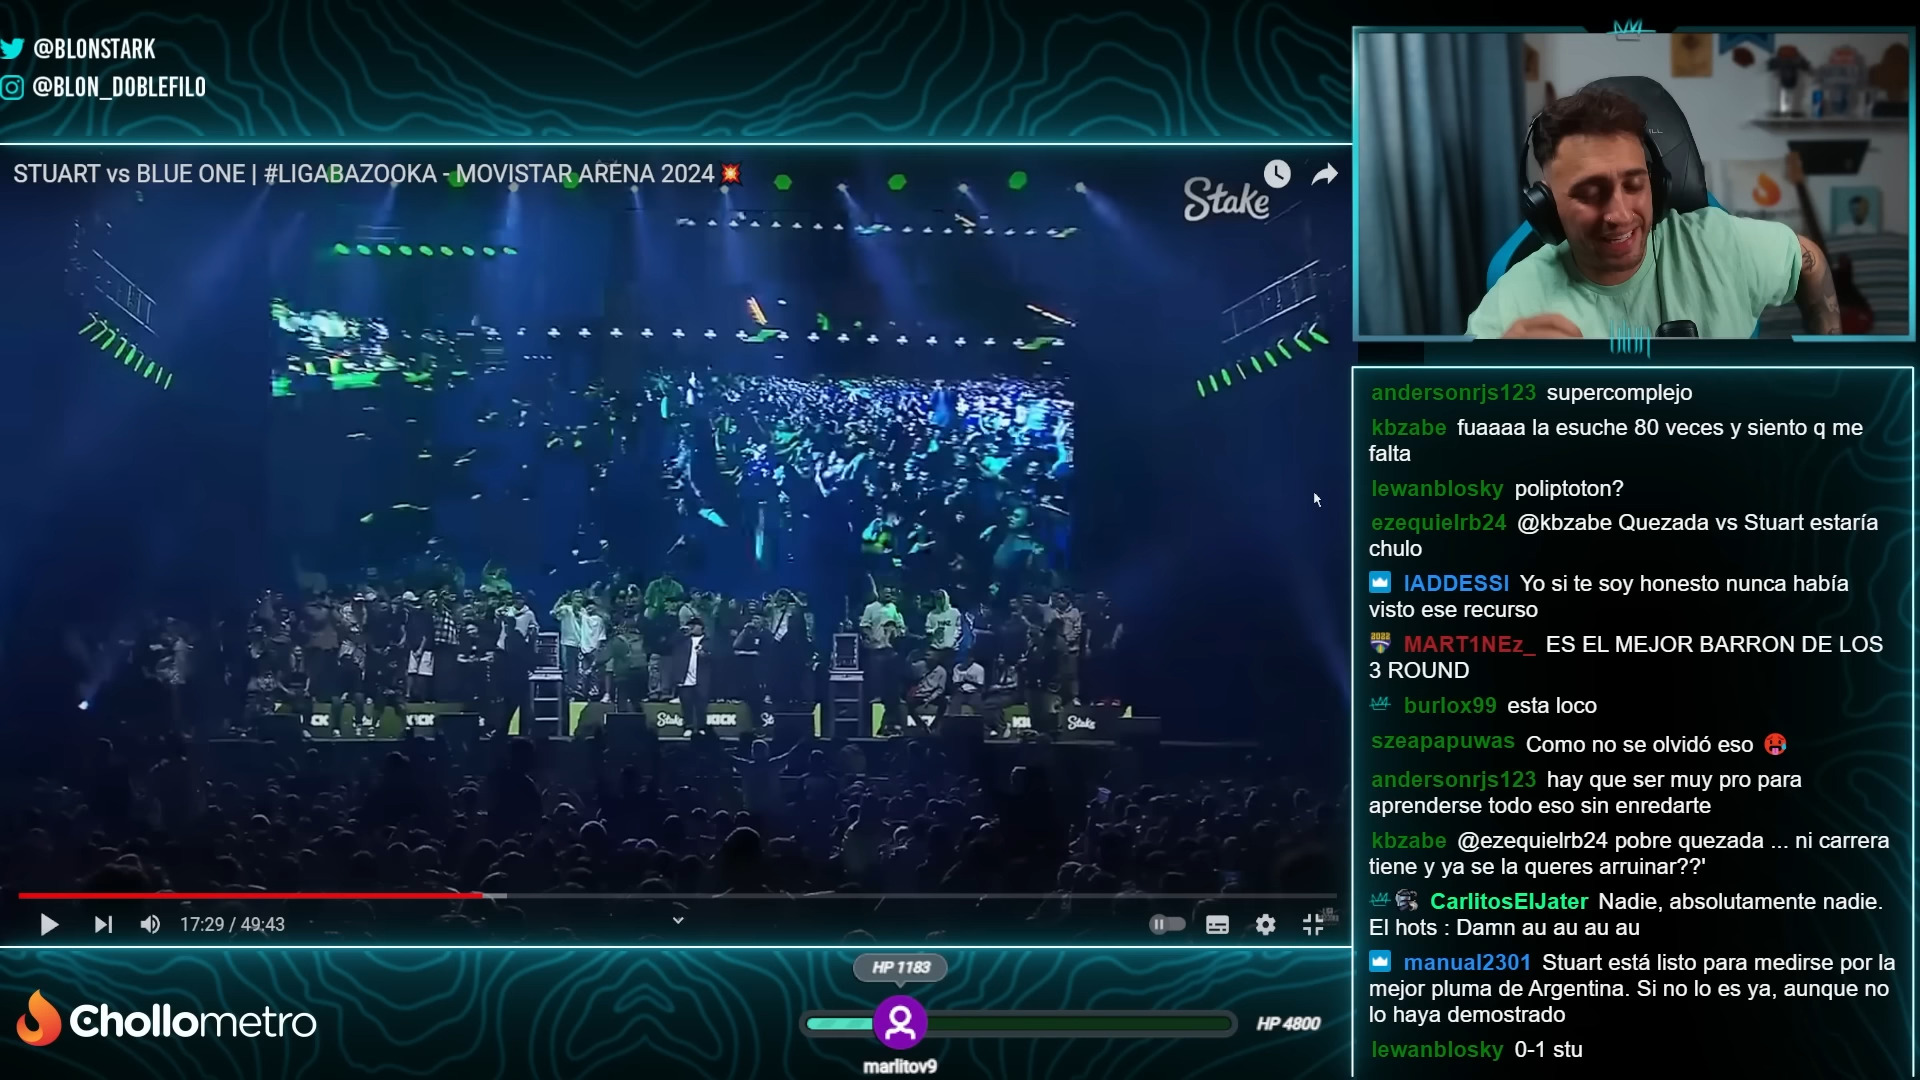 @BLONSTARK
@BLON_DOBLEFILO
STUART vs BLUE ONE | #LIGABAZOOKA - MOVISTAR ARENA 2024💥
Stake
Stake
KICK
Stake
17:29 / 49:43
Chollometro
HP 1183
HP 4800
marlitov9
andersonrjs123 supercomplejo
kbzabe fuaaaa la esuche 80 veces y siento q me
falta
lewanblosky poliptoton?
ezequielrb24 @kbzabe Quezada vs Stuart estaría
chulo
IADDESSI Yo si te soy honesto nunca había
visto ese recurso
MART1NEz_ ES EL MEJOR BARRON DE LOS
3 ROUND
burlox99 esta loco
szeapapuwas Como no se olvidó eso 🥵
andersonrjs123 hay que ser muy pro para
aprenderse todo eso sin enredarte
kbzabe @ezequielrb24 pobre quezada ... ni carrera
tiene y ya se la queres arruinar??'
CarlitosElJater Nadie, absolutamente nadie.
El hots : Damn au au au au
manual2301 Stuart está listo para medirse por la
mejor pluma de Argentina. Si no lo es ya, aunque no
lo haya demostrado
lewanblosky 0-1 stu